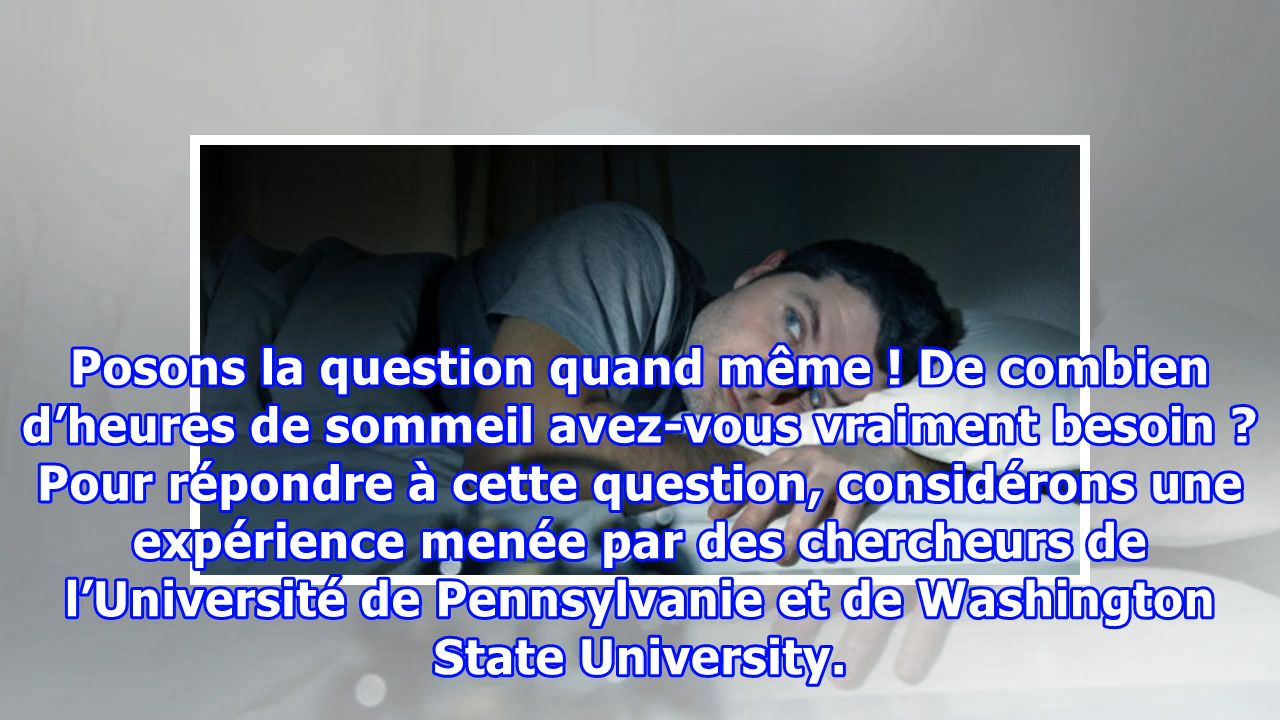 Posons la question quand même ! De combien
d’heures de sommeil avez-vous vraiment besoin ?
Pour répondre à cette question, considérons une
expérience menée par des chercheurs de
l’Université de Pennsylvanie et de Washington
State University.